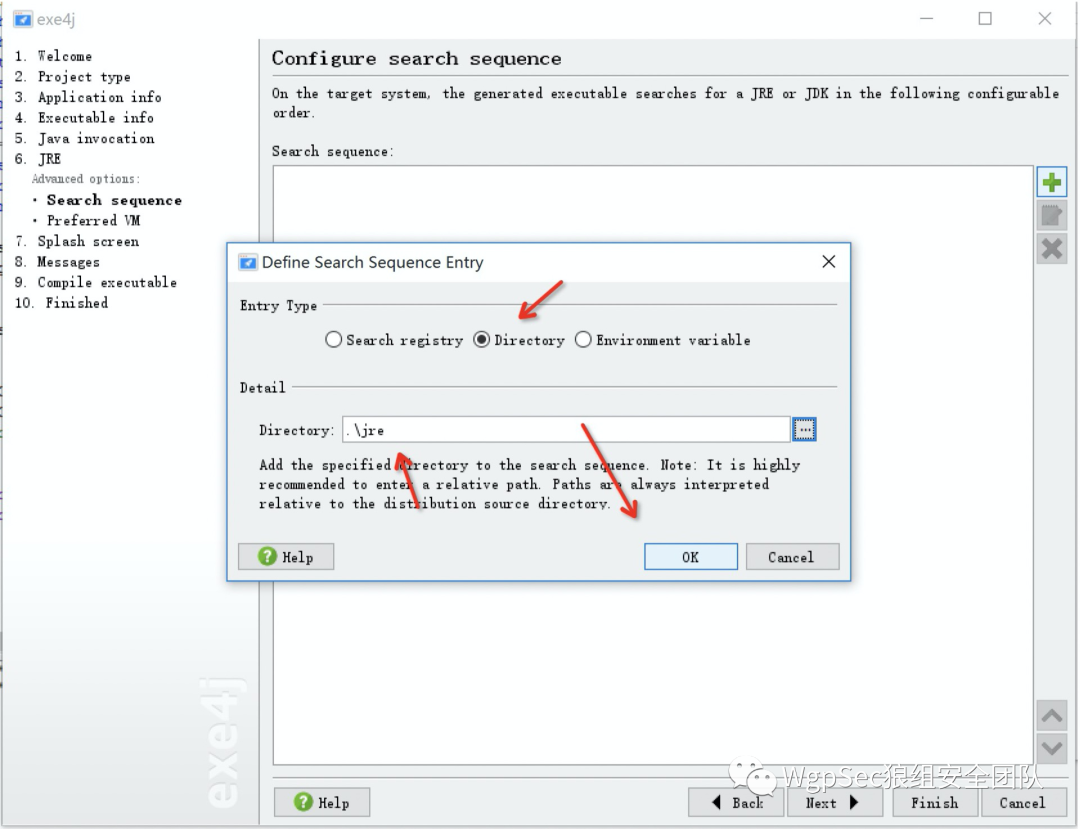 exe4j
1. Welcome
2. Project type
3. Application info
4. Executable info
5. Java invocation
6. JRE
Advanced options:
· Search sequence
· Preferred VM
7. Splash screen
8. Messages
9. Compile executable
10. Finished
exe4j
Configure search sequence
On the target system, the generated executable searches for a JRE or JDK in the following configurable
order.
Search sequence:
Define Search Sequence Entry
Entry Type
Search registry Directory Environment variable
Detail
Directory: .\jre ...
Add the specified directory to the search sequence. Note: It is highly
recommended to enter a relative path. Paths are always interpreted
relative to the distribution source directory.
? Help OK Cancel
WgpSec狼组安全团队
? Help Back Next Finish Cancel